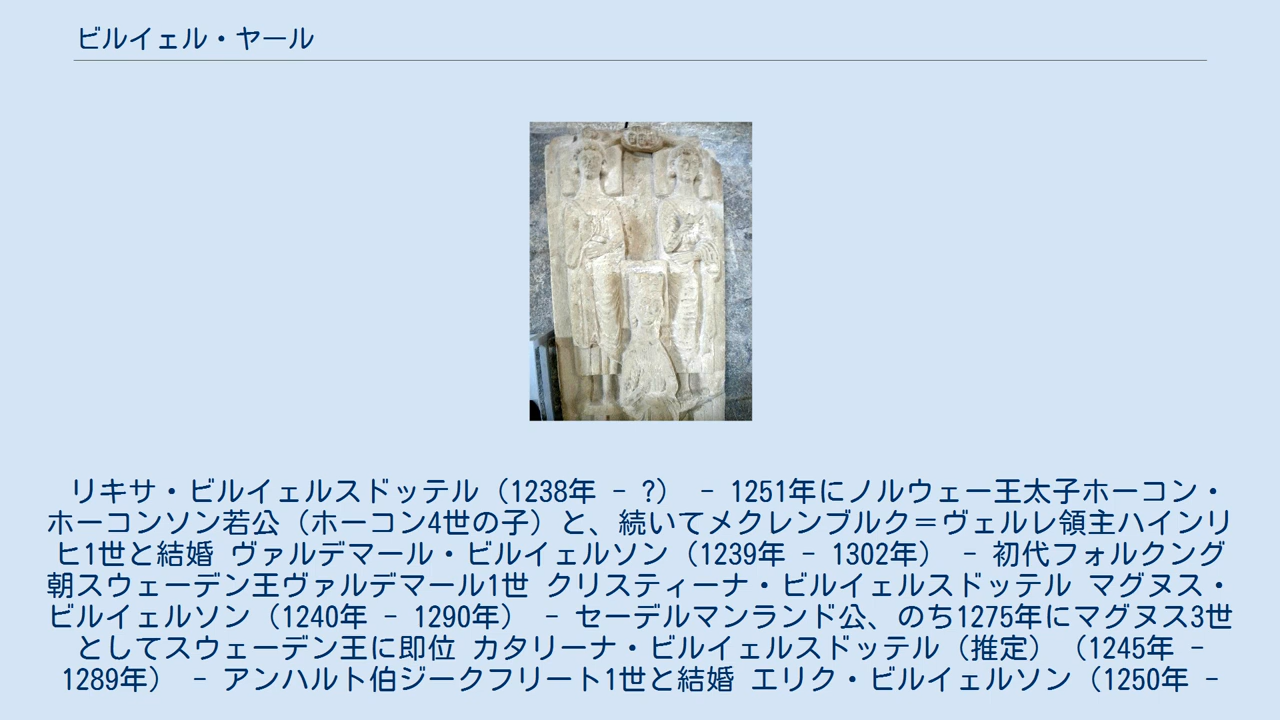 ビルイェル・ヤール
リキサ・ビルイェルスドッテル（1238年 - ?） - 1251年にノルウェー王太子ホーコン・
ホーコンソン若公（ホーコン4世の子）と、続いてメクレンブルク＝ヴェルレ領主ハインリ
ヒ1世と結婚 ヴァルデマール・ビルイェルソン（1239年 - 1302年） - 初代フォルクング
朝スウェーデン王ヴァルデマール1世 クリスティーナ・ビルイェルスドッテル マグヌス・
ビルイェルソン（1240年 - 1290年） - セーデルマンランド公、のち1275年にマグヌス3世
としてスウェーデン王に即位 カタリーナ・ビルイェルスドッテル（推定）（1245年 -
1289年） - アンハルト伯ジークフリート1世と結婚 エリク・ビルイェルソン（1250年 -